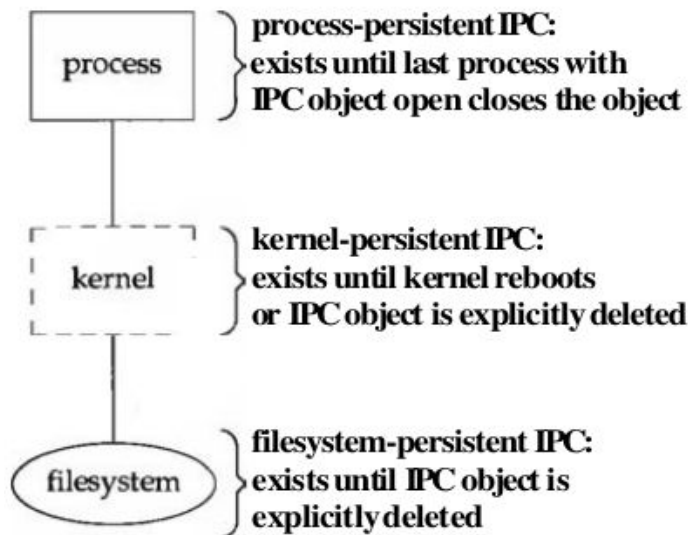 process
process-persistent IPC:
exists until last process with
IPC object open closes the object
kernel
kernel-persistent IPC:
exists until kernel reboots
or IPC object is explicitly deleted
filesystem
filesystem-persistent IPC:
exists until IPC object is
explicitly deleted